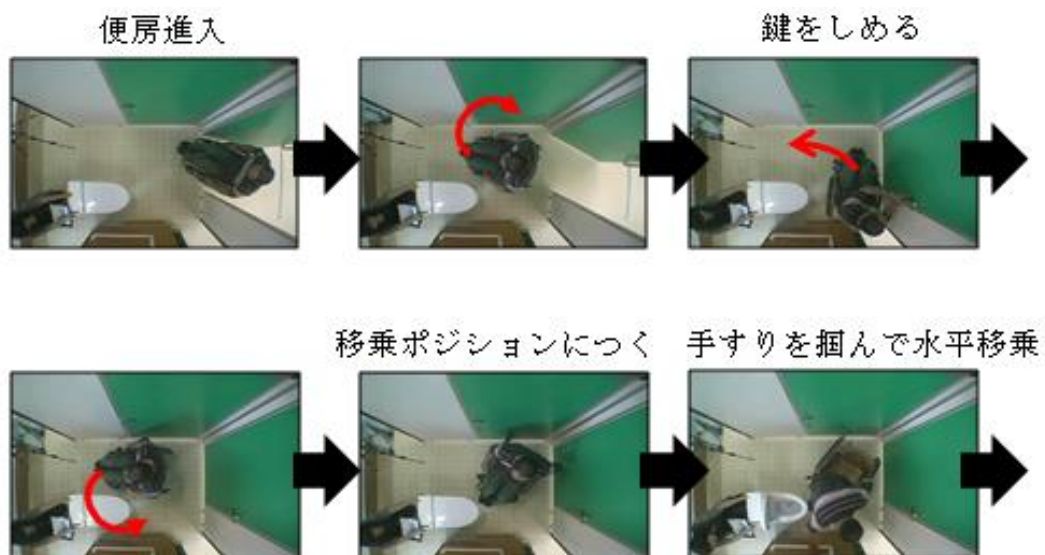 便房進入
鍵をしめる
移乗ポジションにつく
手すりを掴んで水平移乗